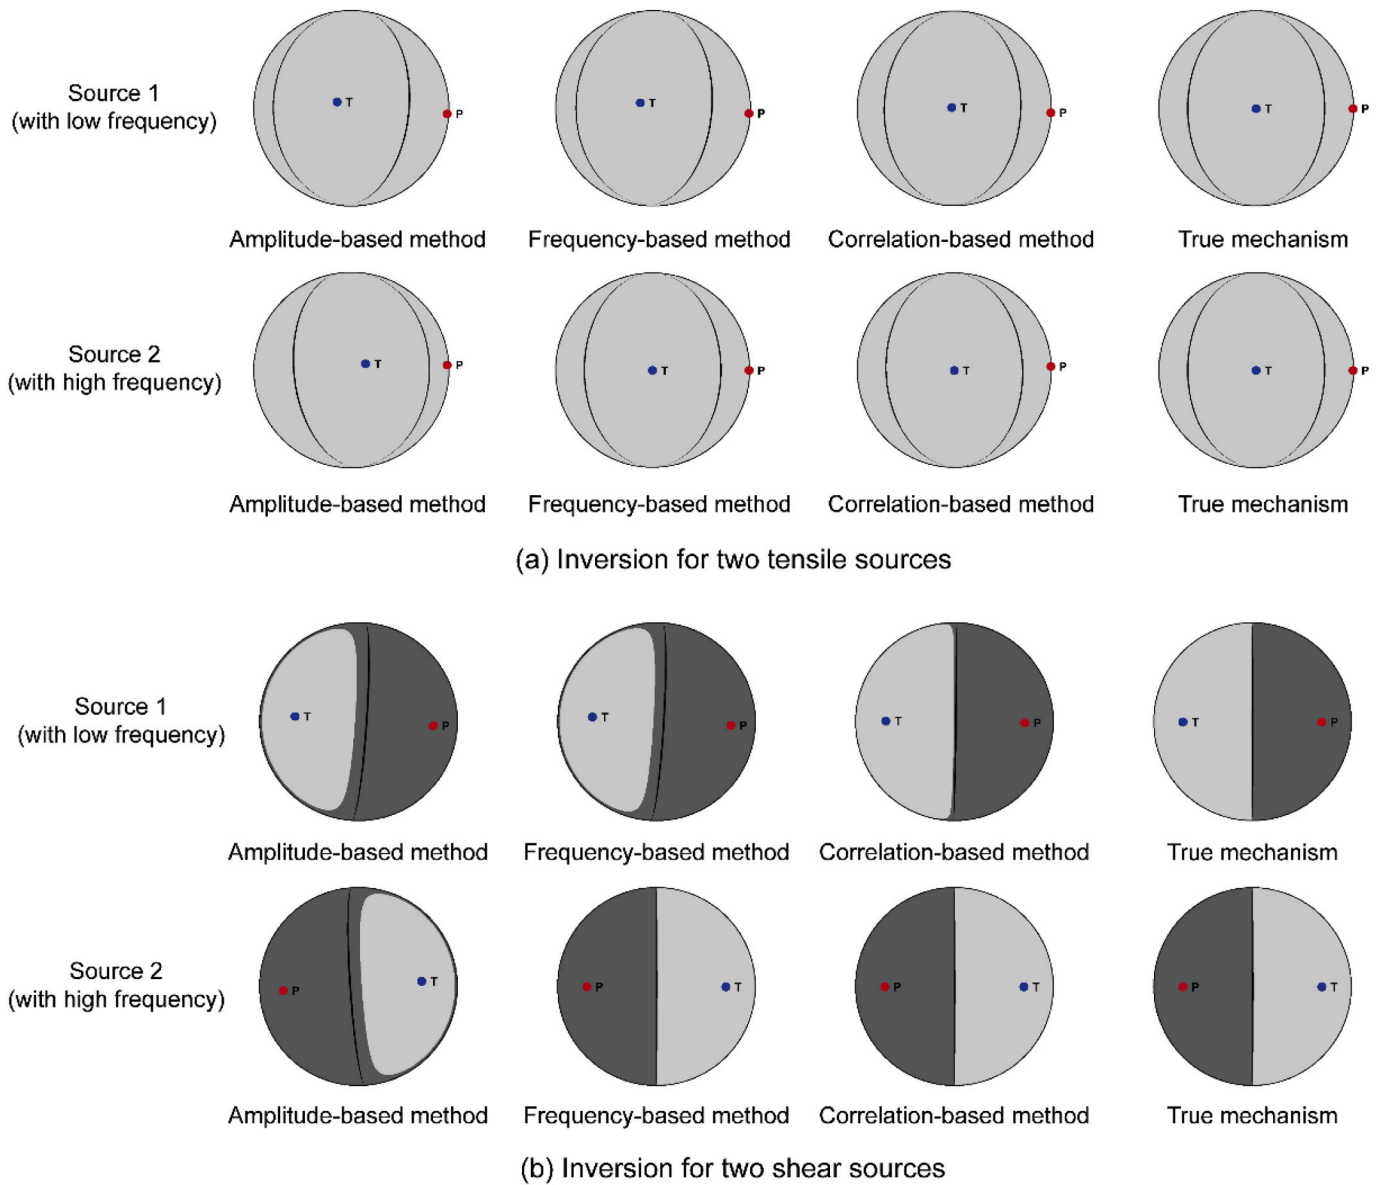 Source 1
(with low frequency)
T
P
T
P
T
P
T
P
Amplitude-based method
Frequency-based method
Correlation-based method
True mechanism
Source 2
(with high frequency)
T
P
T
P
T
P
T
P
Amplitude-based method
Frequency-based method
Correlation-based method
True mechanism
(a) Inversion for two tensile sources
Source 1
(with low frequency)
T
P
T
P
T
P
T
P
Amplitude-based method
Frequency-based method
Correlation-based method
True mechanism
Source 2
(with high frequency)
P
T
P
T
P
T
P
T
Amplitude-based method
Frequency-based method
Correlation-based method
True mechanism
(b) Inversion for two shear sources